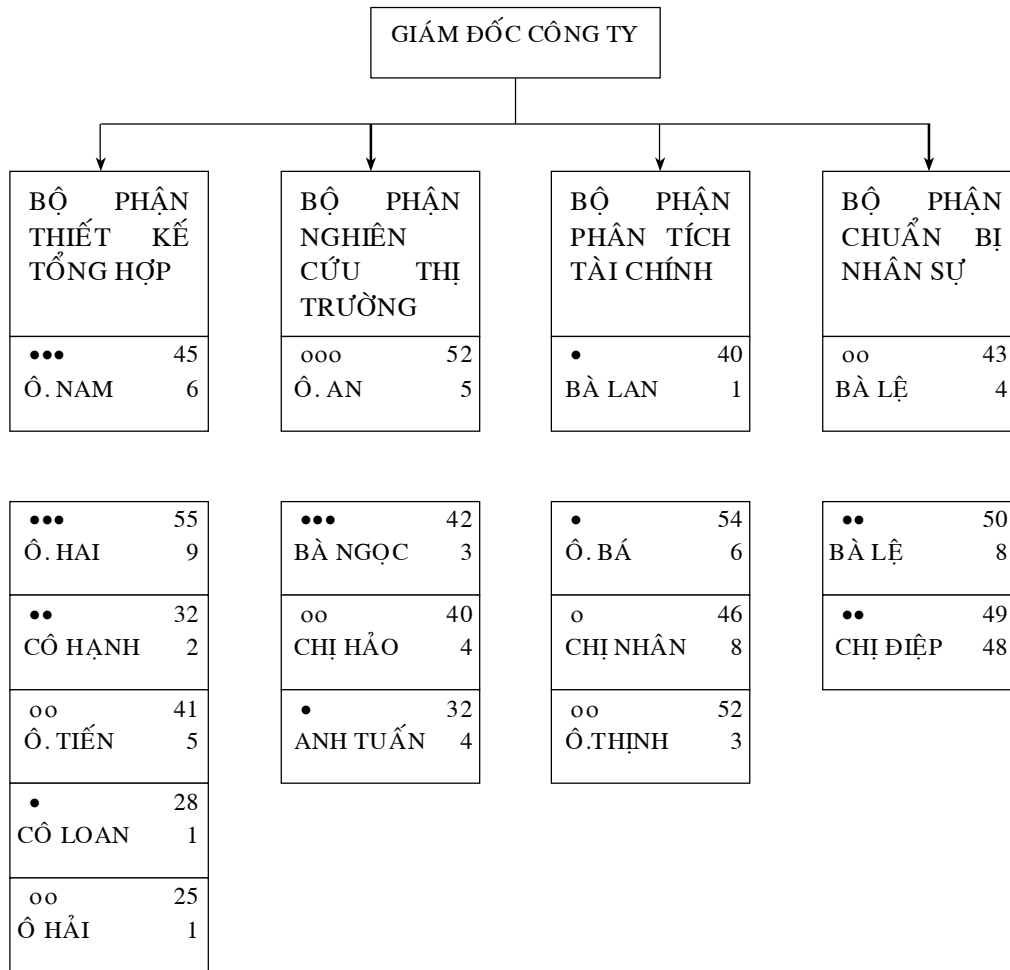 GIÁM ĐỐC CÔNG TY
BỘ PHẬN
THIẾT KẾ
TỔNG HỢP
●●● 45
Ô. NAM 6
BỘ PHẬN
NGHIÊN
CỨU THỊ
TRƯỜNG
ooo 52
Ô. AN 5
BỘ PHẬN
PHÂN TÍCH
TÀI CHÍNH
● 40
BÀ LAN 1
BỘ PHẬN
CHUẨN BỊ
NHÂN SỰ
oo 43
BÀ LỆ 4
●●● 55
Ô. HAI 9
●● 32
CÔ HẠNH 2
oo 41
Ô. TIẾN 5
● 28
CÔ LOAN 1
oo 25
Ô HẢI 1
●●● 42
BÀ NGỌC 3
oo 40
CHỊ HẢO 4
● 32
ANH TUẤN 4
● 54
Ô. BÁ 6
o 46
CHỊ NHÂN 8
oo 52
Ô.THỊNH 3
●● 50
BÀ LỆ 8
●● 49
CHỊ ĐIỆP 48